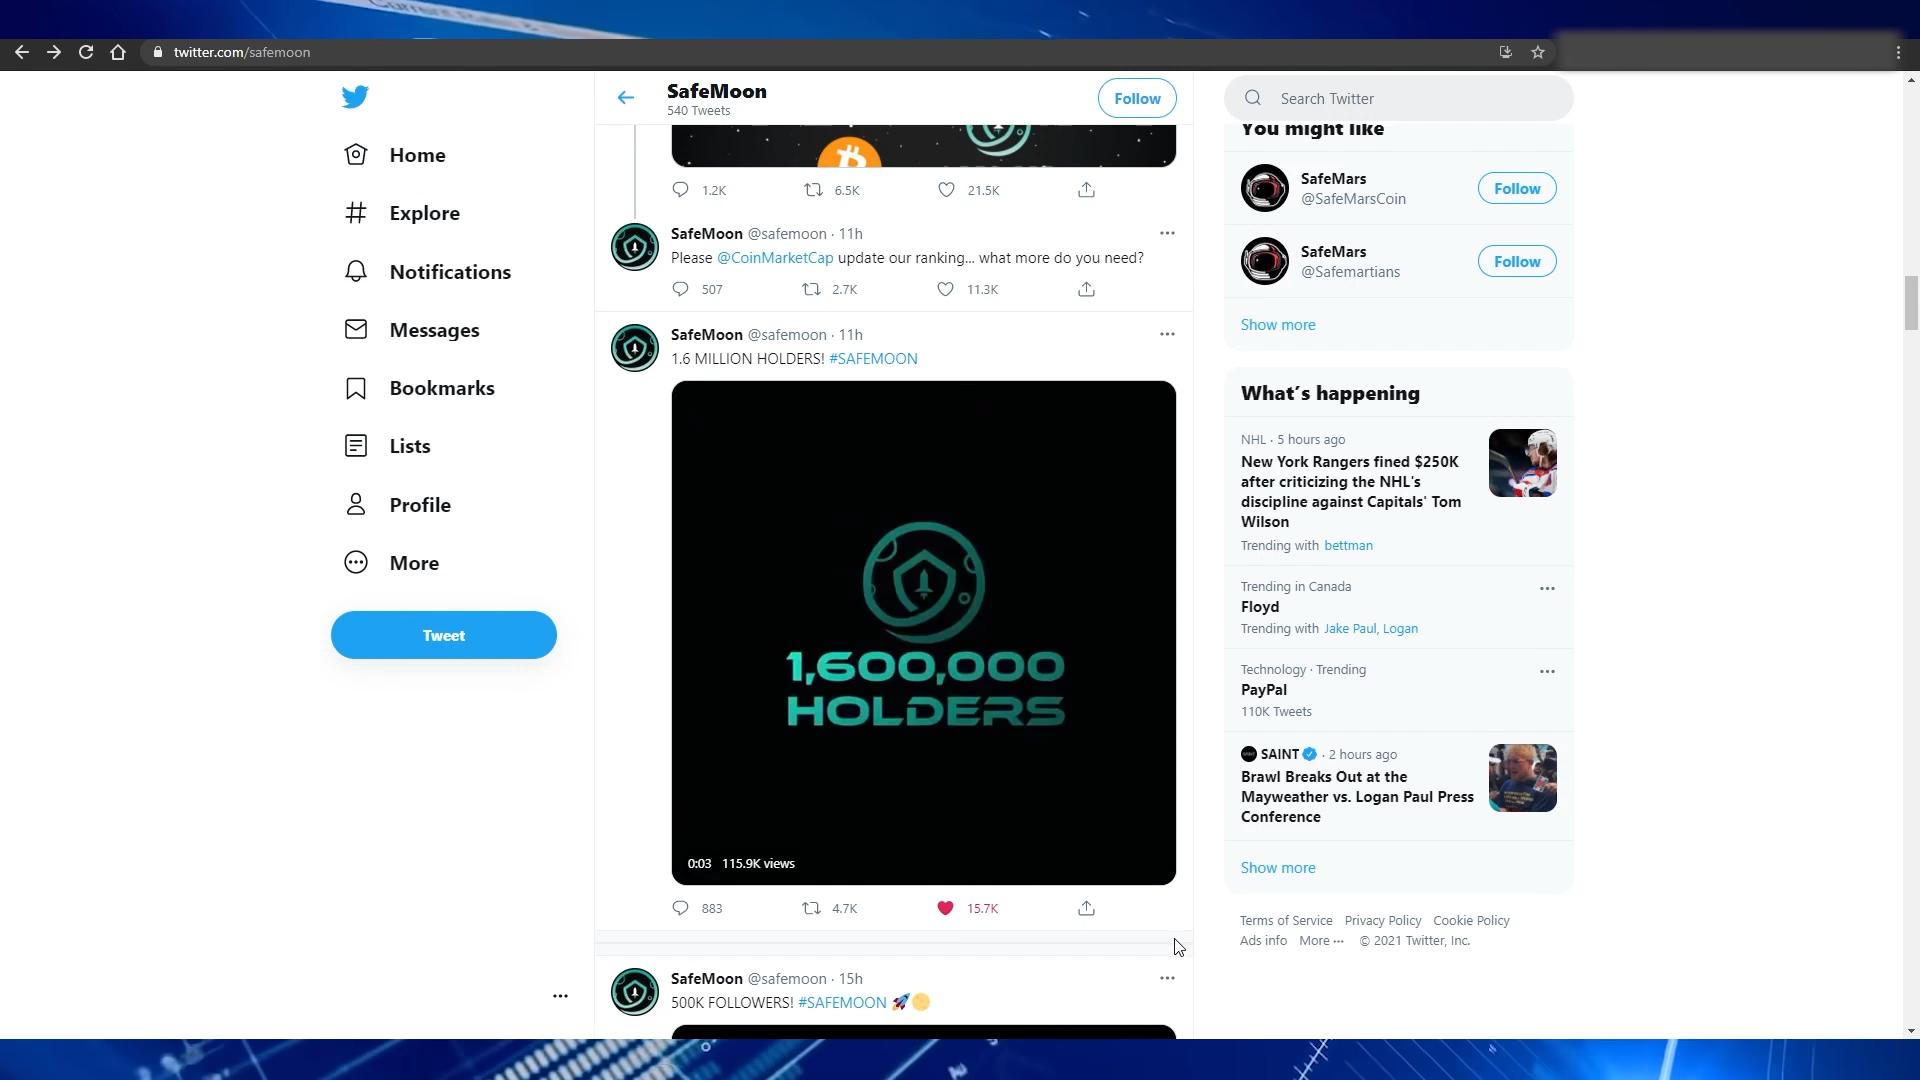 twitter.com/safemoon
SafeMoon
540 Tweets
Follow
Search Twitter
Home
Explore
Notifications
Messages
Bookmarks
Lists
Profile
More
Tweet
1.2K 6.5K 21.5K
SafeMoon @safemoon · 11h
Please @CoinMarketCap update our ranking... what more do you need?
507 2.7K 11.3K
SafeMoon @safemoon · 11h
1.6 MILLION HOLDERS! #SAFEMOON
1,600,000
HOLDERS
0:03 115.9K views
883 4.7K 15.7K
SafeMoon @safemoon · 15h
500K FOLLOWERS! #SAFEMOON 🚀🌕
You might like
SafeMars
@SafeMarsCoin
Follow
SafeMars
@Safemartians
Follow
Show more
What's happening
NHL · 5 hours ago
New York Rangers fined $250K
after criticizing the NHL's
discipline against Capitals' Tom
Wilson
Trending with bettman
Trending in Canada
Floyd
Trending with Jake Paul, Logan
Technology · Trending
PayPal
110K Tweets
SAINT · 2 hours ago
Brawl Breaks Out at the
Mayweather vs. Logan Paul Press
Conference
Show more
Terms of Service Privacy Policy Cookie Policy
Ads info More ··· © 2021 Twitter, Inc.